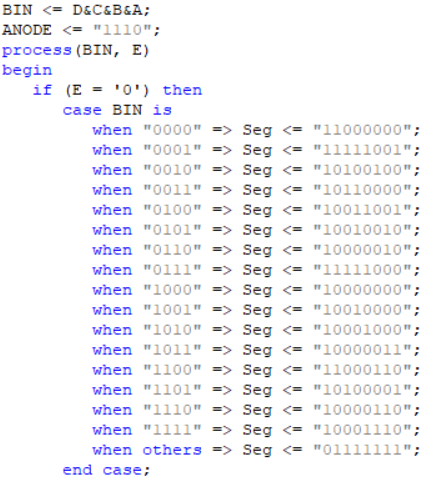 BIN <= D&C&B&A;
ANODE <= "1110";
process(BIN, E)
begin
if (E = '0') then
case BIN is
when "0000" => Seg <= "11000000";
when "0001" => Seg <= "11111001";
when "0010" => Seg <= "10100100";
when "0011" => Seg <= "10110000";
when "0100" => Seg <= "10011001";
when "0101" => Seg <= "10010010";
when "0110" => Seg <= "10000010";
when "0111" => Seg <= "11111000";
when "1000" => Seg <= "10000000";
when "1001" => Seg <= "10010000";
when "1010" => Seg <= "10001000";
when "1011" => Seg <= "10000011";
when "1100" => Seg <= "11000110";
when "1101" => Seg <= "10100001";
when "1110" => Seg <= "10000110";
when "1111" => Seg <= "10001110";
when others => Seg <= "01111111";
end case;